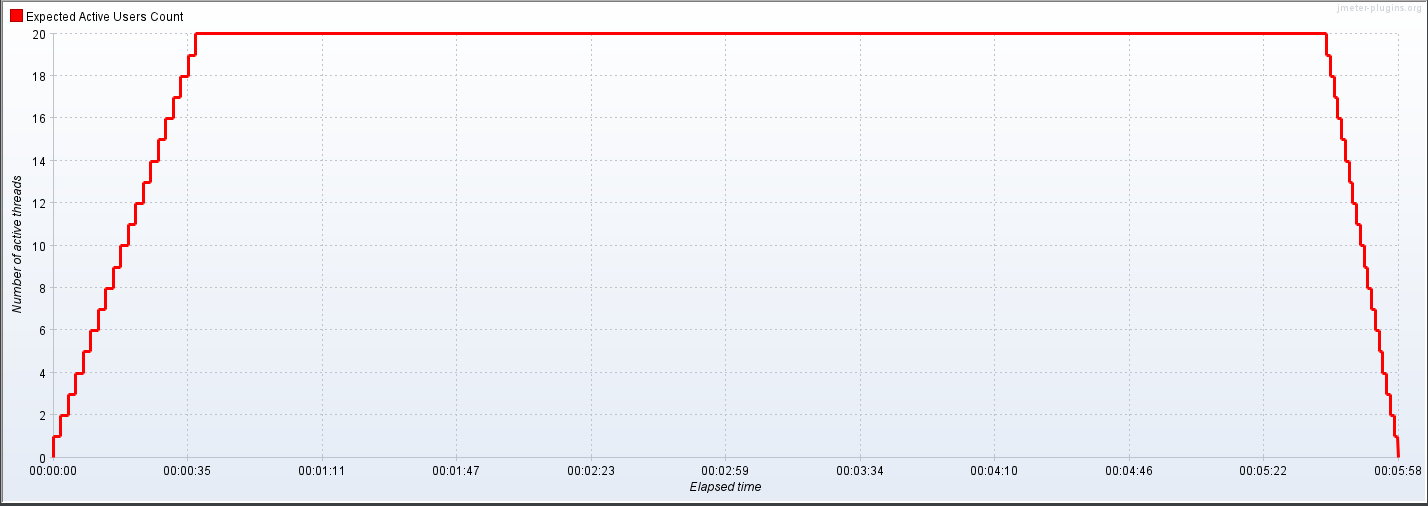 jmeter-plugins.org
Expected Active Users Count
20
18
16
14
12
10
8
6
4
2
0
Number of active threads
00:00:00 00:00:35 00:01:11 00:01:47 00:02:23 00:02:59 00:03:34 00:04:10 00:04:46 00:05:22 00:05:58
Elapsed time